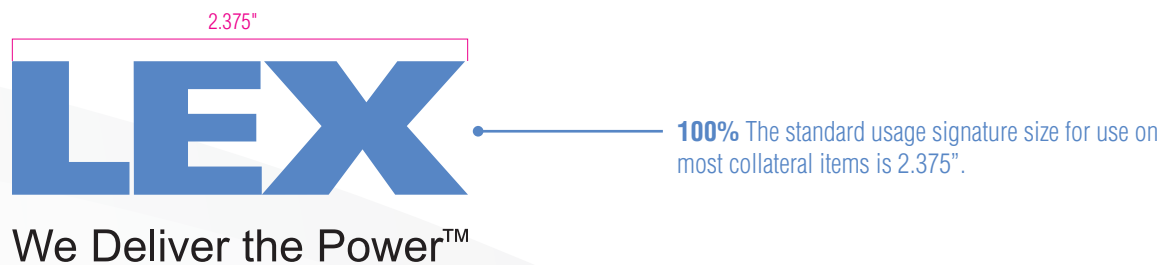 2.375"
LEX
We Deliver the Power™
100% The standard usage signature size for use on
most collateral items is 2.375”.